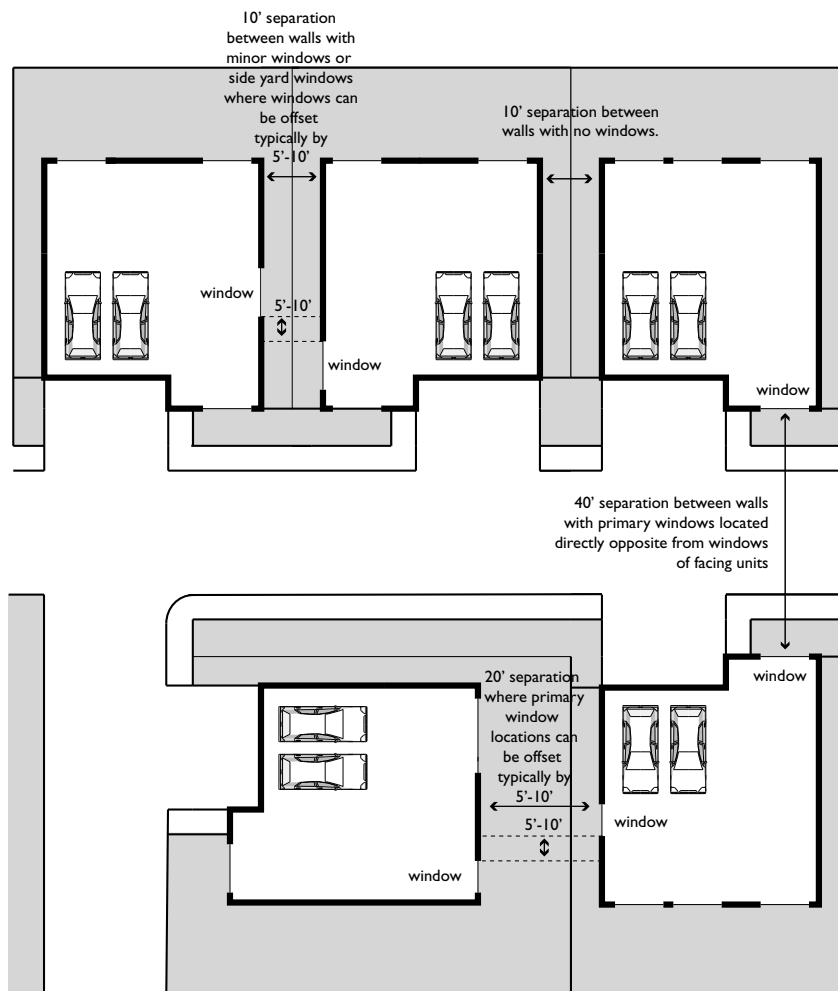 10’ separation
between walls with
minor windows or
side yard windows
where windows can
be offset
typically by
5’-10’
10’ separation between
walls with no windows.
window
5’-10’
window
window
40’ separation between walls
with primary windows located
directly opposite from windows
of facing units
20’ separation
where primary
window
locations can
be offset
typically by
5’-10’
5’-10’
window
window
window